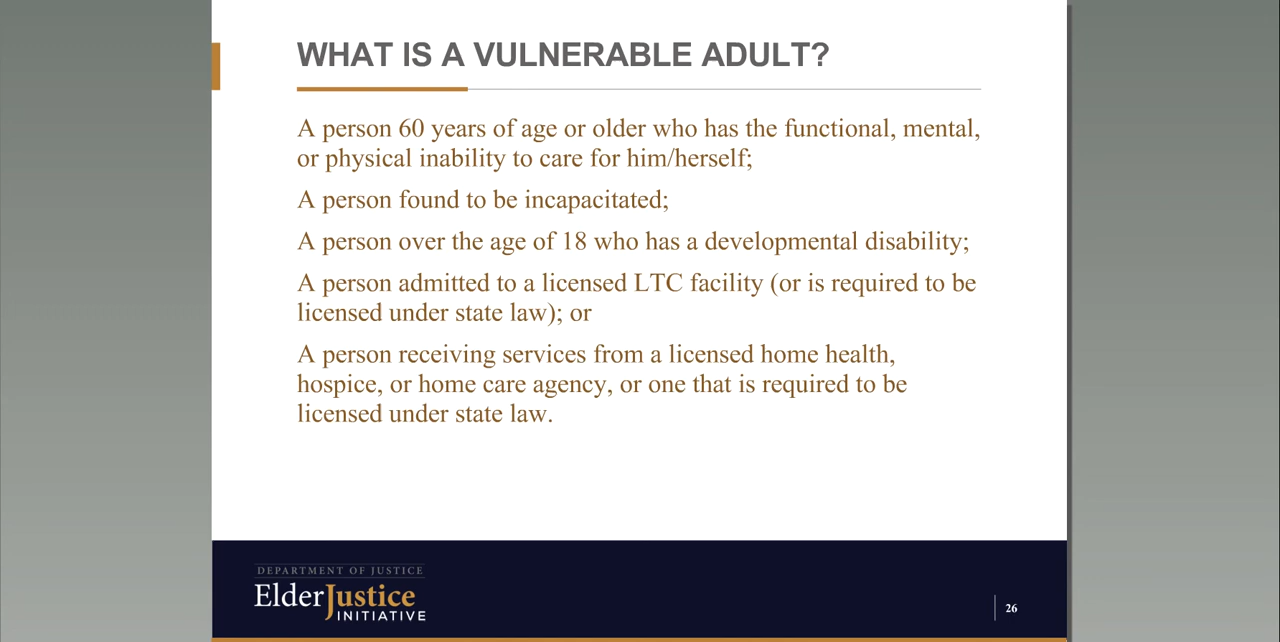 WHAT IS A VULNERABLE ADULT?
A person 60 years of age or older who has the functional, mental,
or physical inability to care for him/herself;
A person found to be incapacitated;
A person over the age of 18 who has a developmental disability;
A person admitted to a licensed LTC facility (or is required to be
licensed under state law); or
A person receiving services from a licensed home health,
hospice, or home care agency, or one that is required to be
licensed under state law.
DEPARTMENT OF JUSTICE
ElderJustice
INITIATIVE
26